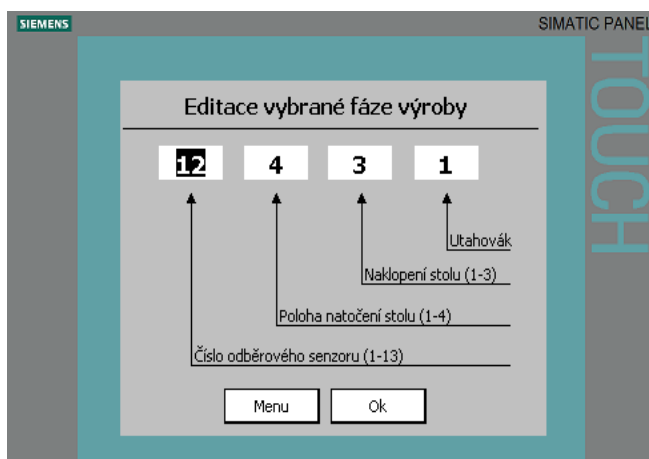 SIEMENS
SIMATIC PANEL
TOUCH
Editace vybrané fáze výroby
12 4 3 1
Utahovák
Naklopení stolu (1-3)
Poloha natočení stolu (1-4)
Číslo odběrového senzoru (1-13)
Menu Ok